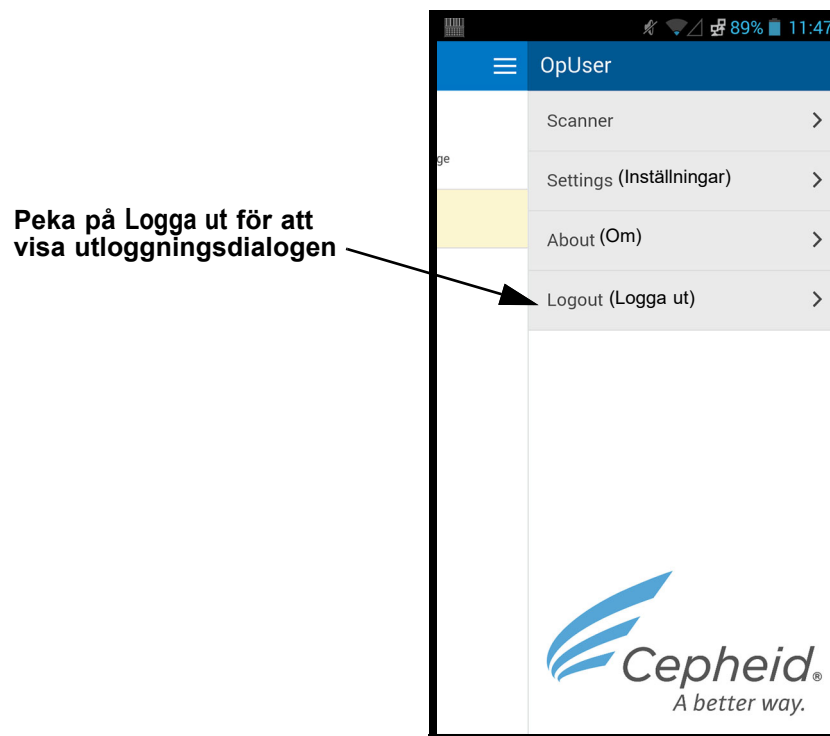 89% 11:47
OpUser
Scanner
ge
Settings (Inställningar)
Peka på Logga ut för att
visa utloggningsdialogen
About (Om)
Logout (Logga ut)
Cepheid®
A better way.